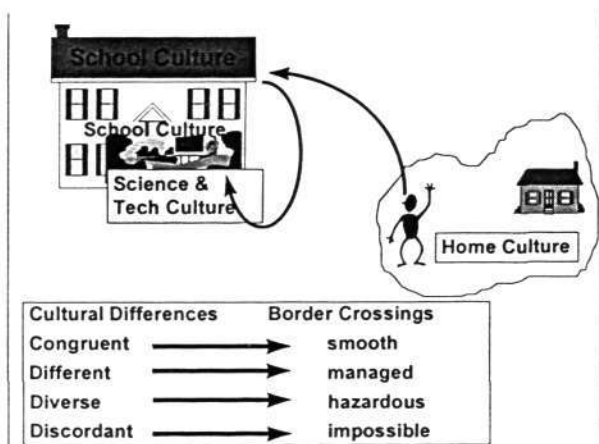 School Culture
School Culture
Science &
Tech Culture
Home Culture
Cultural Differences Border Crossings
Congruent smooth
Different managed
Diverse hazardous
Discordant impossible